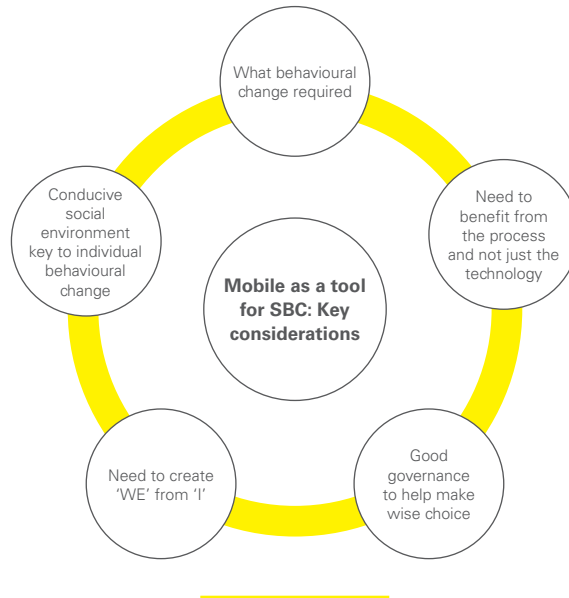 What behavioural
change required
Need to
benefit from
the process
and not just the
technology
Good
governance
to help make
wise choice
Need to create
‘WE’ from ‘I’
Conducive
social
environment
key to individual
behavioural
change
Mobile as a tool
for SBC: Key
considerations